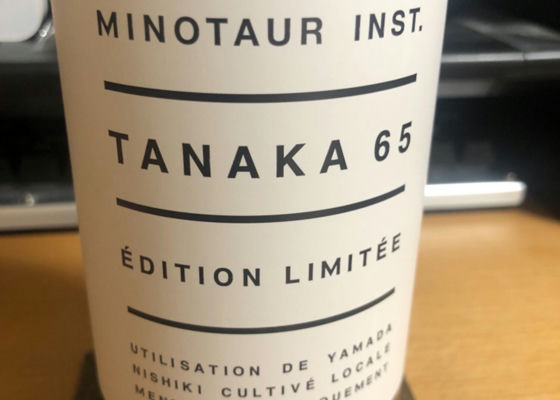 MINOTAUR INST.
TANAKA 65
ÉDITION LIMITÉE
UTILISATION DE YAMADA
NISHIKI CULTIVÉ LOCALE